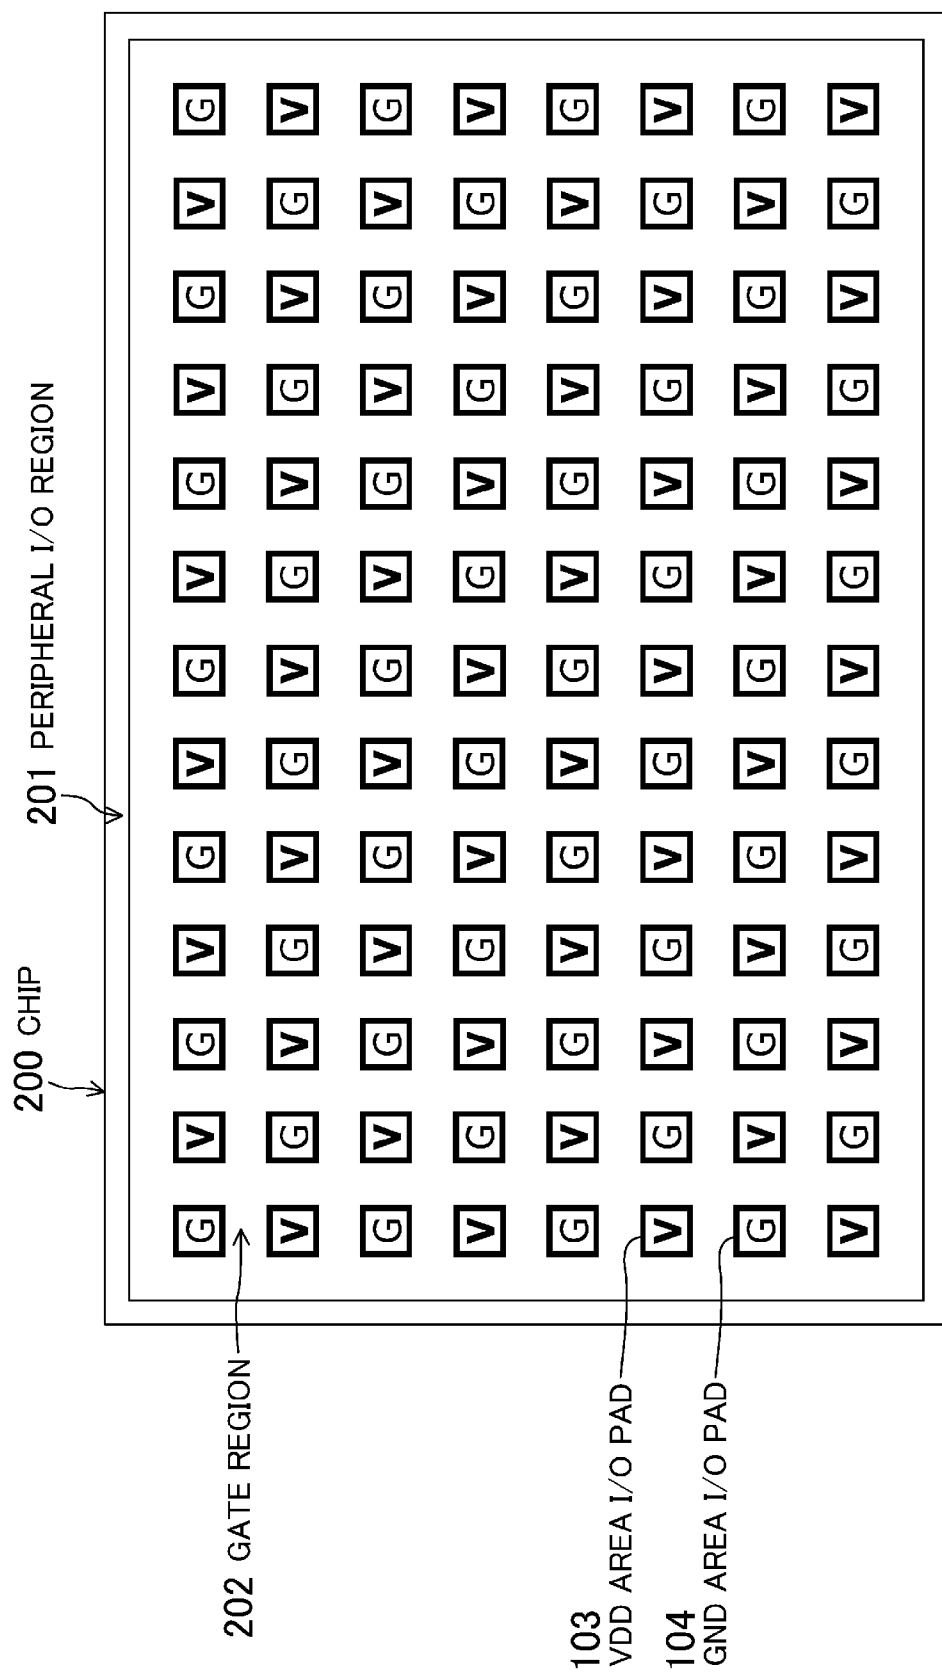 200 CHIP
201 PERIPHERAL I/O REGION
G V G V G V G V G V G V G
202 GATE REGION
V G V G V G V G V G V G V
G V G V G V G V G V G V G
V G V G V G V G V G V G V
G V G V G V G V G V G V G
103
VDD AREA I/O PAD
V G V G V G V G V G V G V
104
GND AREA I/O PAD
G V G V G V G V G V G V G
V G V G V G V G V G V G V